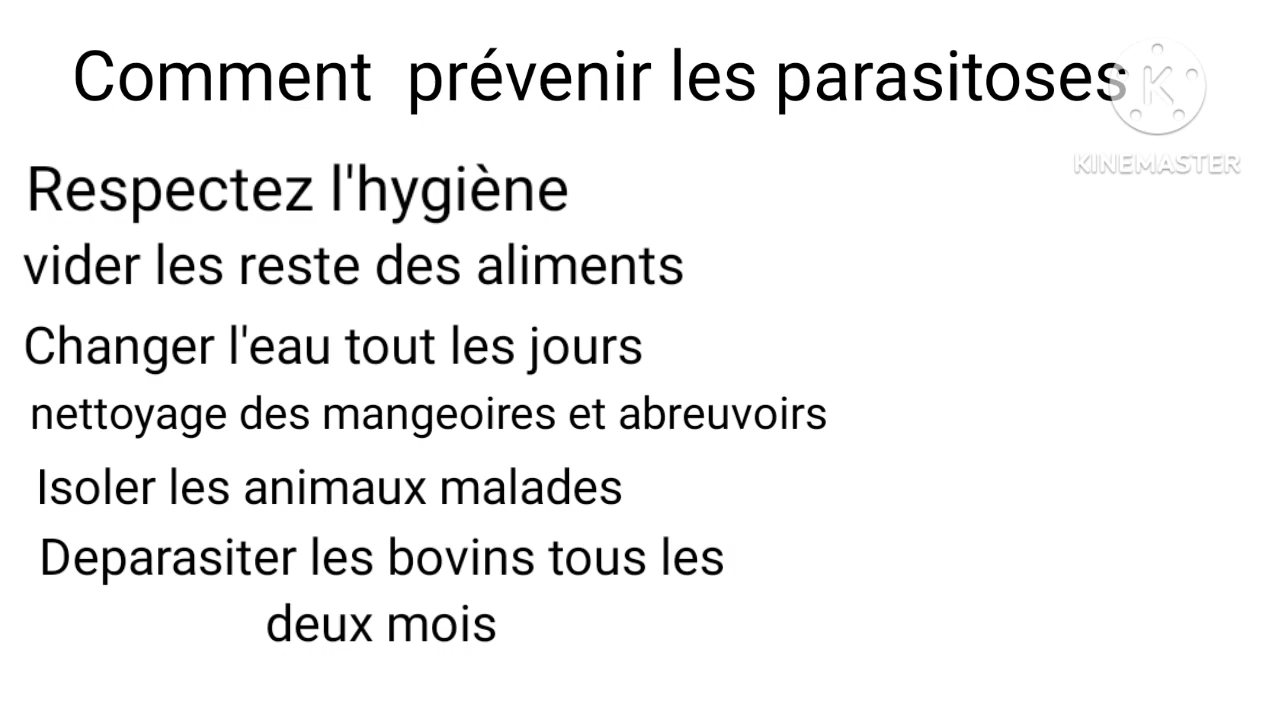 Comment prévenir les parasitoses
KINEMASTER
Respectez l'hygiène
vider les reste des aliments
Changer l'eau tout les jours
nettoyage des mangeoires et abreuvoirs
Isoler les animaux malades
Deparasiter les bovins tous les
deux mois